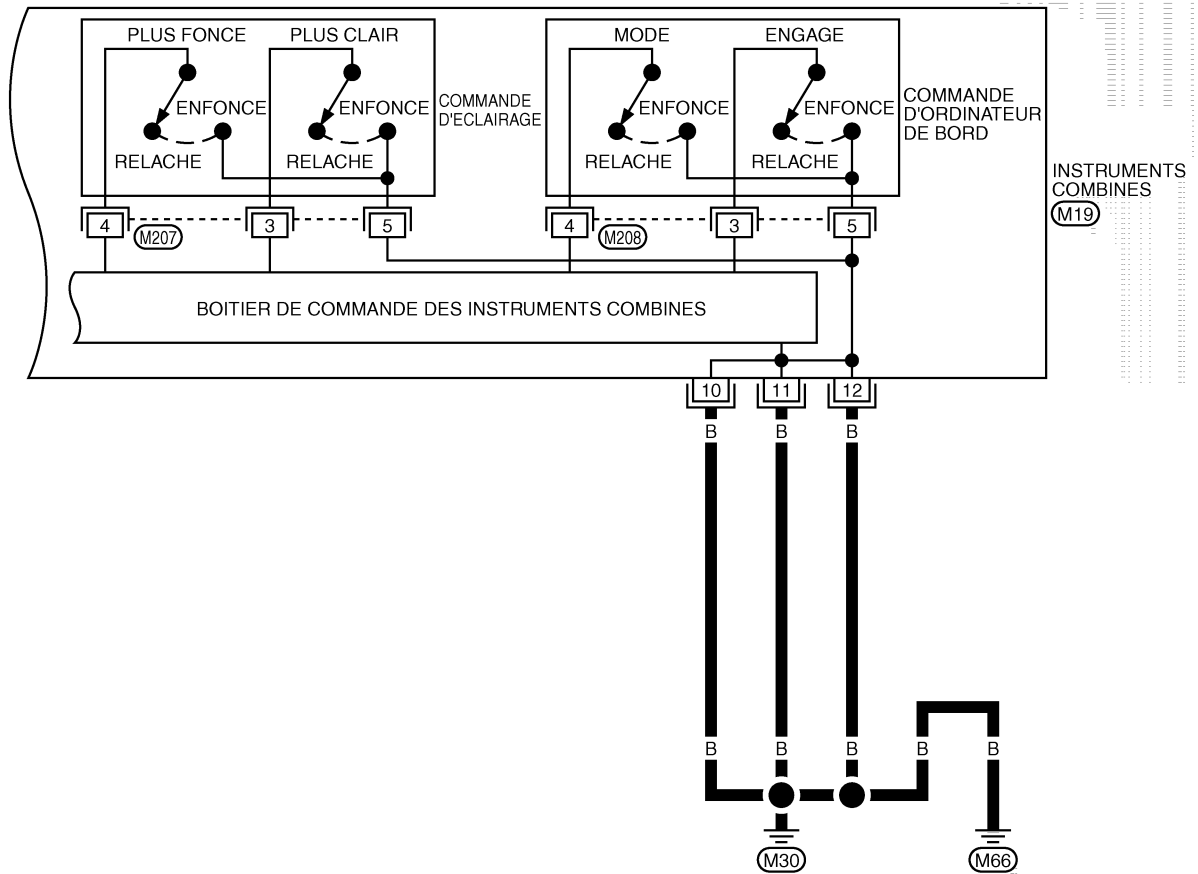 PLUS FONCE
PLUS CLAIR
MODE
ENGAGE
ENFONCE
ENFONCE
COMMANDE
D'ECLAIRAGE
ENFONCE
ENFONCE
COMMANDE
D'ORDINATEUR
DE BORD
RELACHE
RELACHE
RELACHE
RELACHE
INSTRUMENTS
COMBINES
M19
4
M207
3
5
4
M208
3
5
BOITIER DE COMMANDE DES INSTRUMENTS COMBINES
10
11
12
B
B
B
B
B
B
B
B
M30
M66